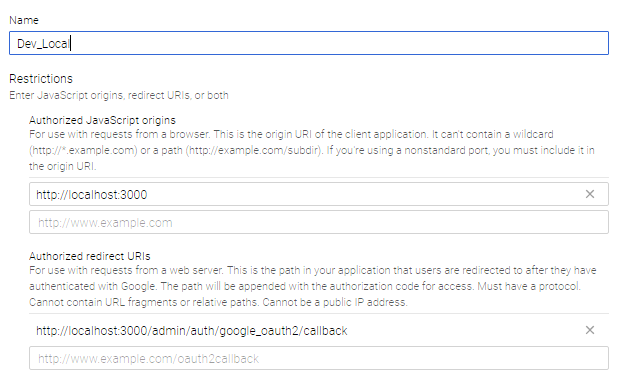 Name
Dev_Local
Restrictions
Enter JavaScript origins, redirect URIs, or both
Authorized JavaScript origins
For use with requests from a browser. This is the origin URI of the client application. It can't contain a wildcard
(http://*.example.com) or a path (http://example.com/subdir). If you're using a nonstandard port, you must include it in
the origin URI.
http://localhost:3000
http://www.example.com
Authorized redirect URIs
For use with requests from a web server. This is the path in your application that users are redirected to after they have
authenticated with Google. The path will be appended with the authorization code for access. Must have a protocol.
Cannot contain URL fragments or relative paths. Cannot be a public IP address.
http://localhost:3000/admin/auth/google_oauth2/callback
http://www.example.com/oauth2callback